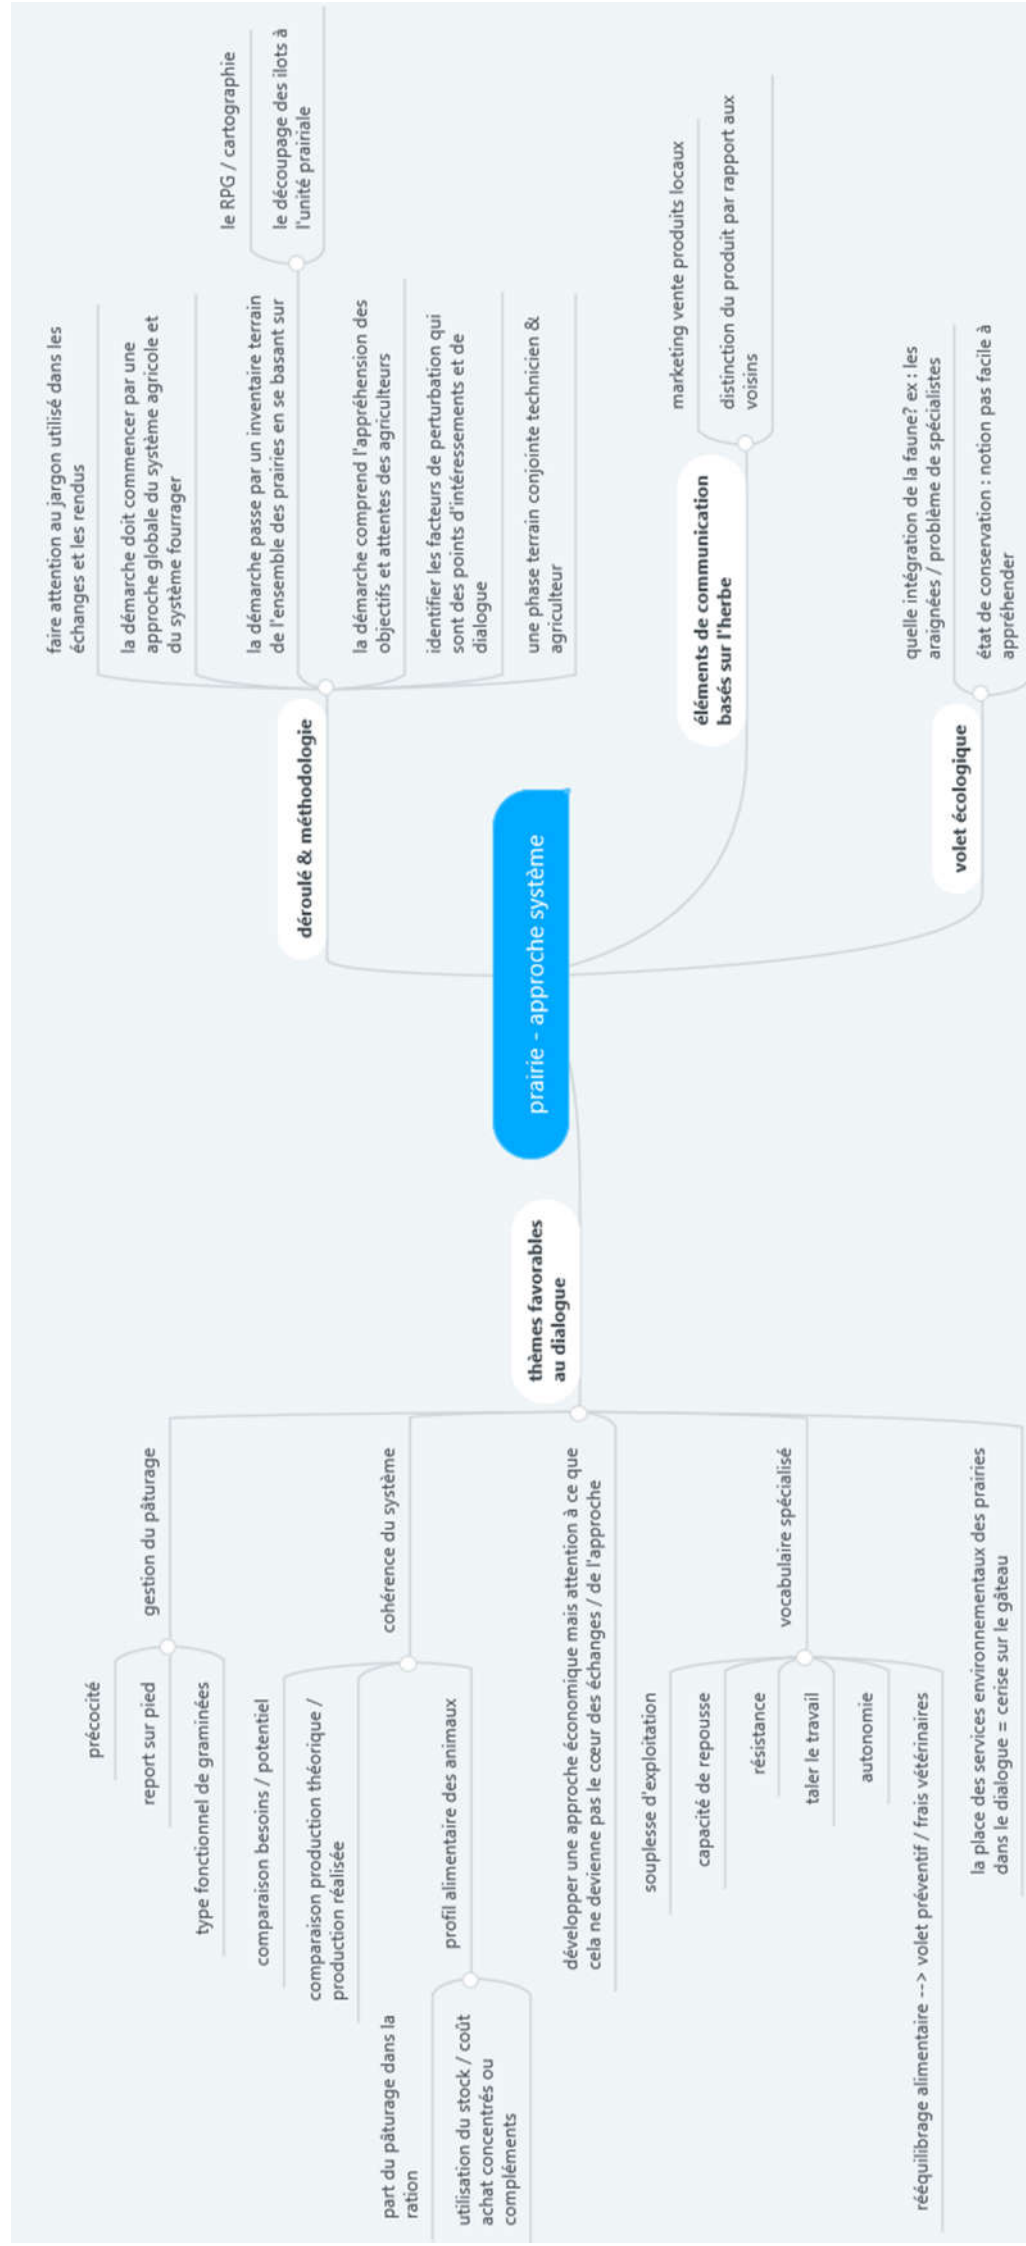 prairie - approche système
thèmes favorables
au dialogue
gestion du pâturage
précocité
report sur pied
type fonctionnel de graminées
cohérence du système
comparaison besoins / potentiel
comparaison production théorique /
production réalisée
profil alimentaire des animaux
part du pâturage dans la
ration
utilisation du stock / coût
achat concentrés ou
compléments
développer une approche économique mais attention à ce que
cela ne devienne pas le cœur des échanges / de l'approche
vocabulaire spécialisé
souplesse d'exploitation
capacité de repousse
résistance
taler le travail
autonomie
rééquilibrage alimentaire --> volet préventif / frais vétérinaires
la place des services environnementaux des prairies
dans le dialogue = cerise sur le gâteau
déroulé & méthodologie
faire attention au jargon utilisé dans les
échanges et les rendus
la démarche doit commencer par une
approche globale du système agricole et
du système fourrager
la démarche passe par un inventaire terrain
de l'ensemble des prairies en se basant sur
le RPG / cartographie
le découpage des ilots à
l'unité prairiale
la démarche comprend l'appréhension des
objectifs et attentes des agriculteurs
identifier les facteurs de perturbation qui
sont des points d'intéressements et de
dialogue
une phase terrain conjointe technicien &
agriculteur
éléments de communication
basés sur l'herbe
marketing vente produits locaux
distinction du produit par rapport aux
voisins
volet écologique
quelle intégration de la faune? ex : les
araignées / problème de spécialistes
état de conservation : notion pas facile à
appréhender